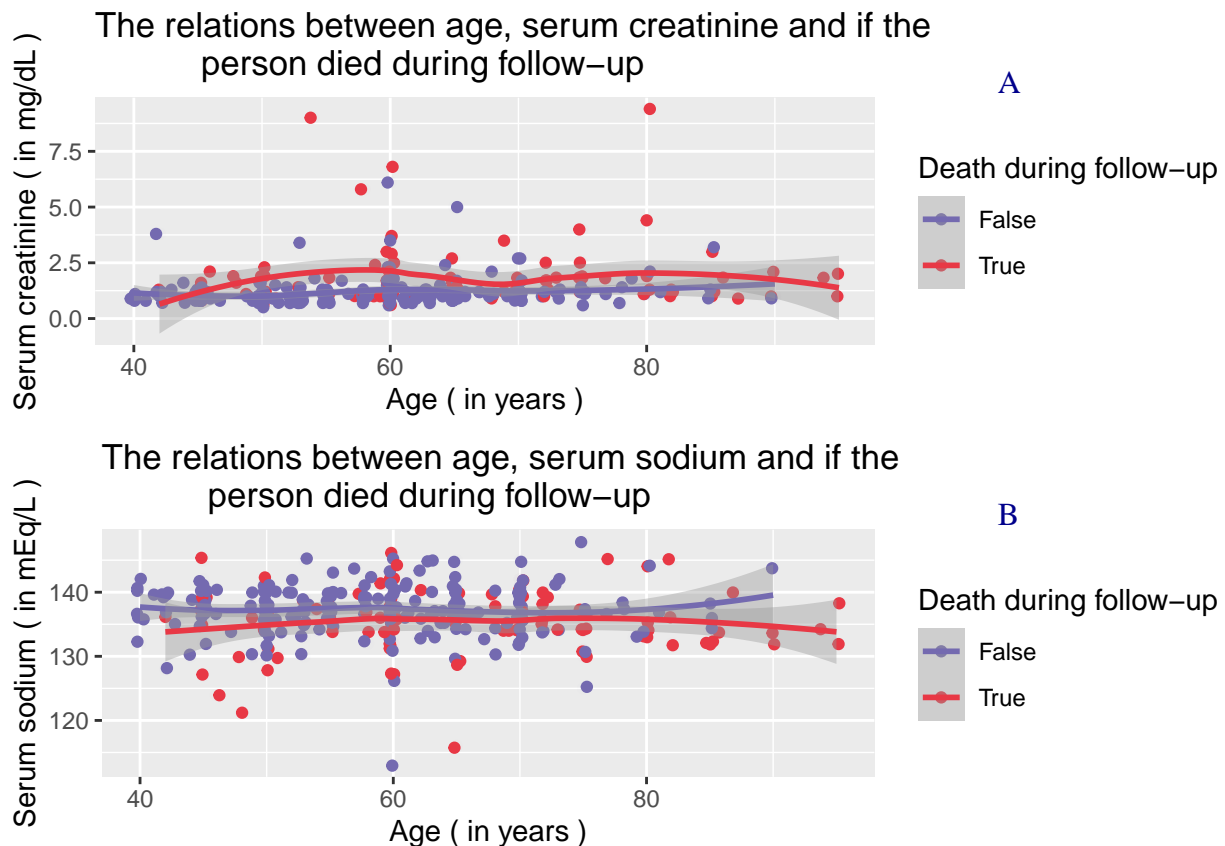 The relations between age, serum creatinine and if the
person died during follow−up
A
Serum creatinine ( in mg/dL)
7.5
5.0
2.5
0.0
40
60
80
Age ( in years )
Death during follow−up
False
True
The relations between age, serum sodium and if the
person died during follow−up
B
Serum sodium ( in mEq/L )
140
130
120
40
60
80
Age ( in years )
Death during follow−up
False
True